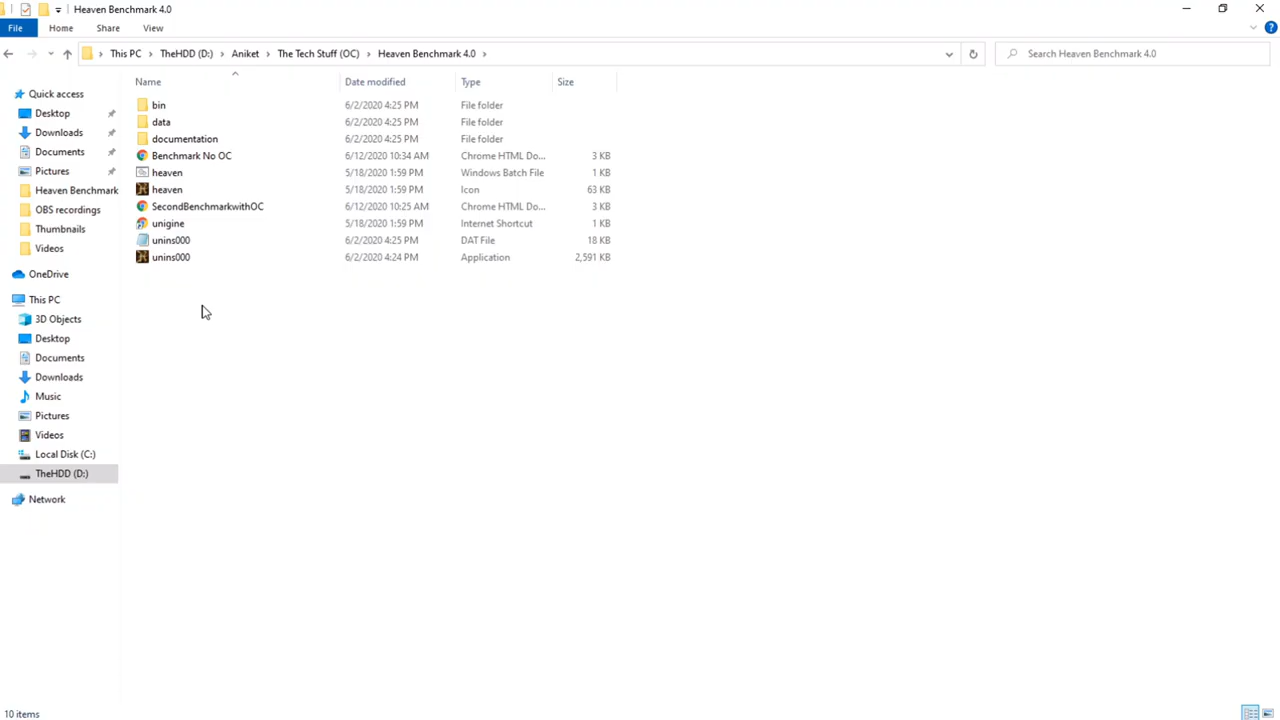 Heaven Benchmark 4.0
File Home Share View
This PC TheHDD (D:) Aniket The Tech Stuff (OC) Heaven Benchmark 4.0 Search Heaven Benchmark 4.0
Name Date modified Type Size
Quick access
Desktop
Downloads
Documents
Pictures
Heaven Benchmark
OBS recordings
Thumbnails
Videos
OneDrive
This PC
3D Objects
Desktop
Documents
Downloads
Music
Pictures
Videos
Local Disk (C:)
TheHDD (D:)
Network
bin 6/2/2020 4:25 PM File folder
data 6/2/2020 4:25 PM File folder
documentation 6/2/2020 4:25 PM File folder
Benchmark No OC 6/12/2020 10:34 AM Chrome HTML Do... 3 KB
heaven 5/18/2020 1:59 PM Windows Batch File 1 KB
heaven 5/18/2020 1:59 PM Icon 63 KB
SecondBenchmarkwithOC 6/12/2020 10:25 AM Chrome HTML Do... 3 KB
unigine 5/18/2020 1:59 PM Internet Shortcut 1 KB
unins000 6/2/2020 4:25 PM DAT File 18 KB
unins000 6/2/2020 4:24 PM Application 2,591 KB
10 items